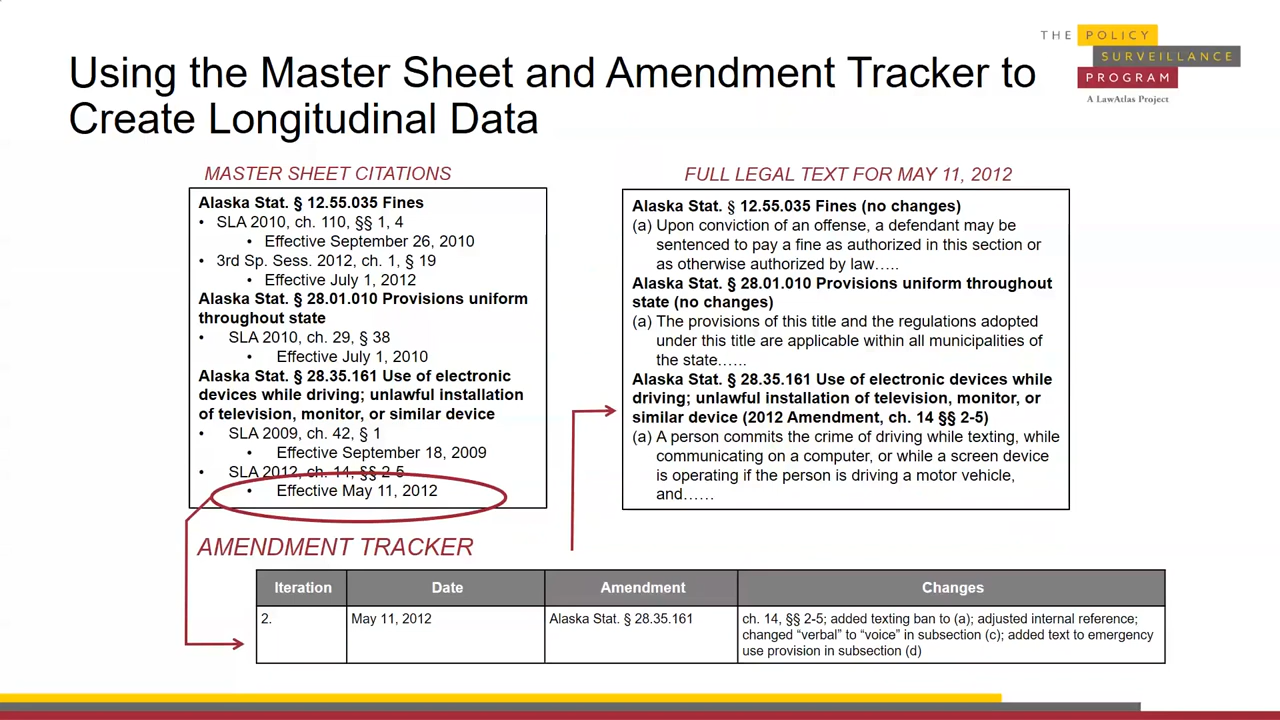 THE POLICY
SURVEILLANCE
PROGRAM
A LawAtlas Project
Using the Master Sheet and Amendment Tracker to
Create Longitudinal Data
MASTER SHEET CITATIONS
Alaska Stat. § 12.55.035 Fines
• SLA 2010, ch. 110, §§ 1, 4
• Effective September 26, 2010
• 3rd Sp. Sess. 2012, ch. 1, § 19
• Effective July 1, 2012
Alaska Stat. § 28.01.010 Provisions uniform
throughout state
• SLA 2010, ch. 29, § 38
• Effective July 1, 2010
Alaska Stat. § 28.35.161 Use of electronic
devices while driving; unlawful installation
of television, monitor, or similar device
• SLA 2009, ch. 42, § 1
• Effective September 18, 2009
• SLA 2012, ch. 14, §§ 2-5
• Effective May 11, 2012
FULL LEGAL TEXT FOR MAY 11, 2012
Alaska Stat. § 12.55.035 Fines (no changes)
(a) Upon conviction of an offense, a defendant may be
sentenced to pay a fine as authorized in this section or
as otherwise authorized by law…..
Alaska Stat. § 28.01.010 Provisions uniform throughout
state (no changes)
(a) The provisions of this title and the regulations adopted
under this title are applicable within all municipalities of
the state……
Alaska Stat. § 28.35.161 Use of electronic devices while
driving; unlawful installation of television, monitor, or
similar device (2012 Amendment, ch. 14 §§ 2-5)
(a) A person commits the crime of driving while texting, while
communicating on a computer, or while a screen device
is operating if the person is driving a motor vehicle,
and……
AMENDMENT TRACKER
Iteration Date Amendment Changes
2. May 11, 2012 Alaska Stat. § 28.35.161 ch. 14, §§ 2-5; added texting ban to (a); adjusted internal reference;
changed “verbal” to “voice” in subsection (c); added text to emergency
use provision in subsection (d)